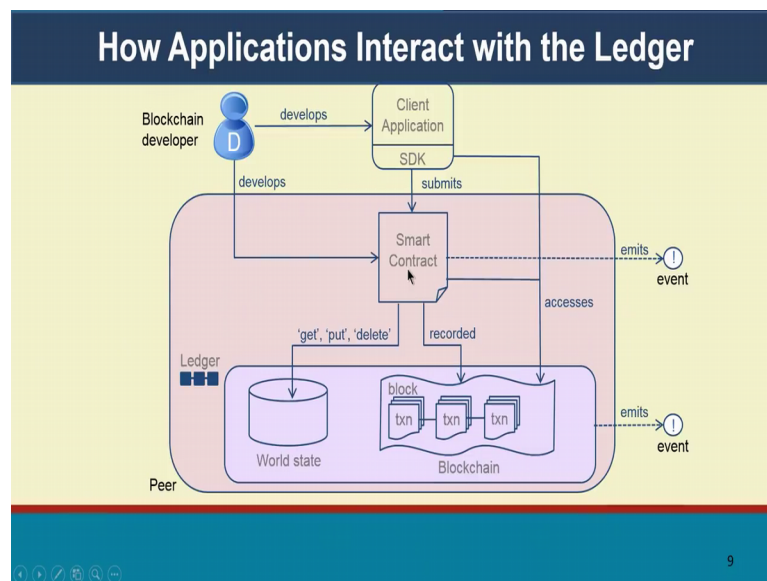 How Applications Interact with the Ledger
Blockchain
developer
D
develops
Client
Application
SDK
develops
submits
Smart
Contract
emits
!
event
accesses
'get', 'put', 'delete'
recorded
Ledger
block
txn
txn
txn
World state
Blockchain
emits
!
event
Peer
9